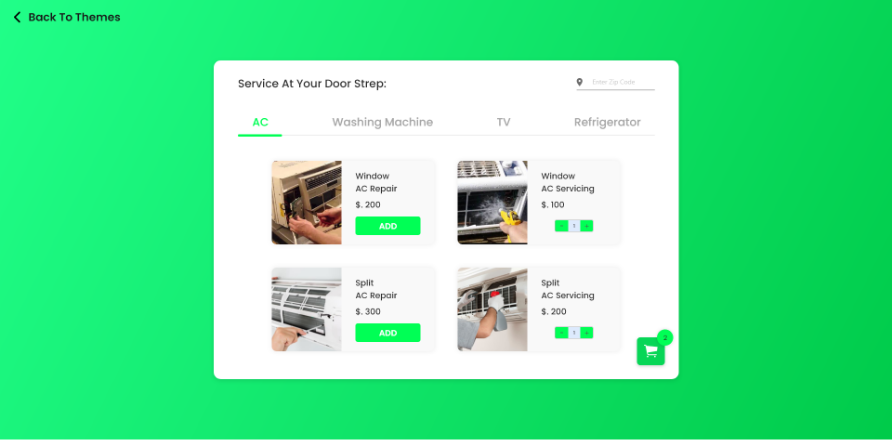 Back To Themes
Service At Your Door Strep:
Enter Zip Code
AC
Washing Machine
TV
Refrigerator
Window
AC Repair
$. 200
ADD
Window
AC Servicing
$. 100
- 1 +
Split
AC Repair
$. 300
ADD
Split
AC Servicing
$. 200
- 1 +
2